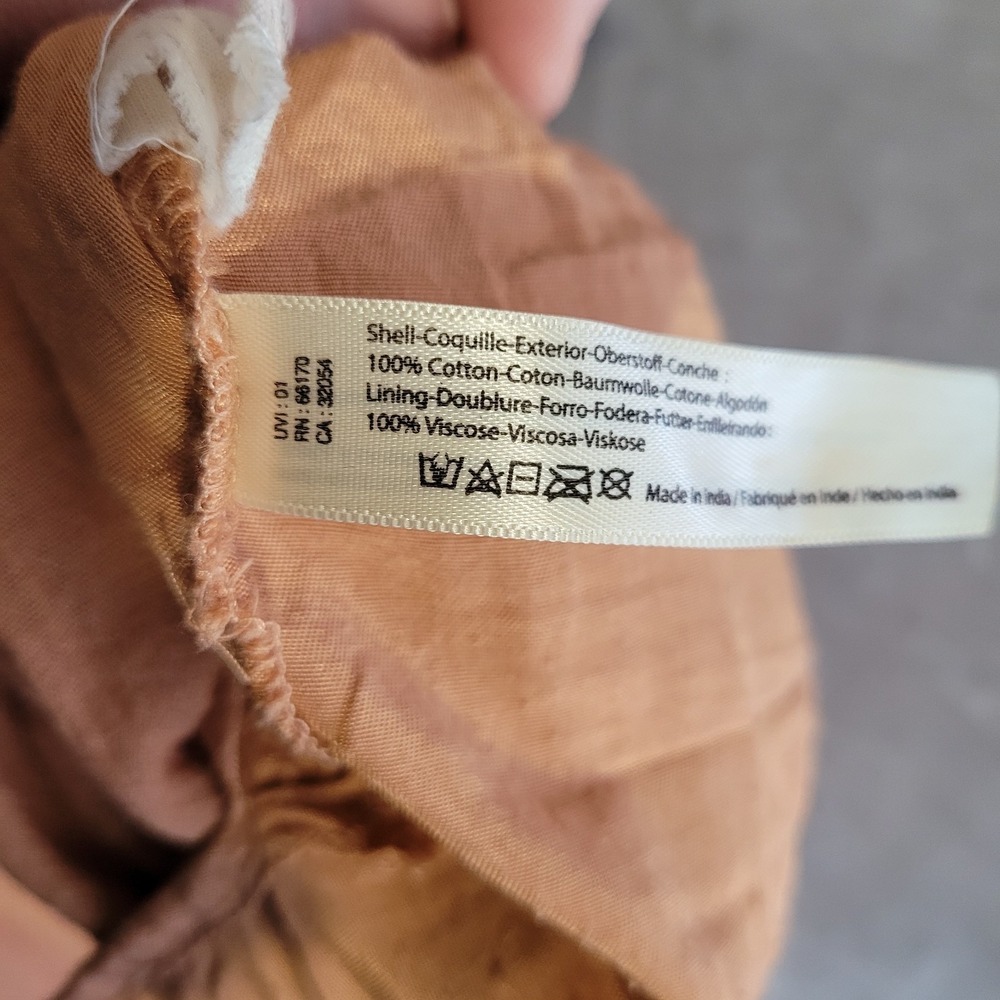 UVI : 01
RN : 66170
CA : 32054
Shell-Coquille-Exterior-Oberstoff-Conche :
100% Cotton-Coton-Baumwolle-Cotone-Algodón
Lining-Doublure-Forro-Fodera-Futter-Enfileirando :
100% Viscose-Viscosa-Viskose
Made in India / Fabriqué en Inde / Hecho en India